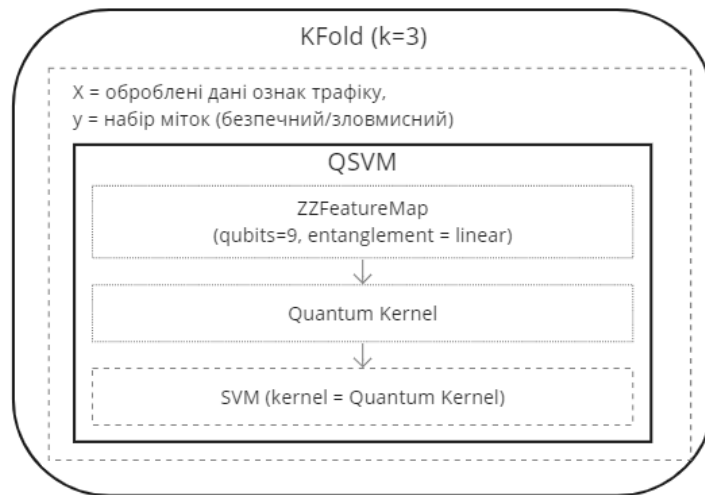 KFold (k=3)
X = оброблені дані ознак трафіку,
y = набір міток (безпечний/зловмисний)
QSVM
ZZFeatureMap
(qubits=9, entanglement = linear)
Quantum Kernel
SVM (kernel = Quantum Kernel)